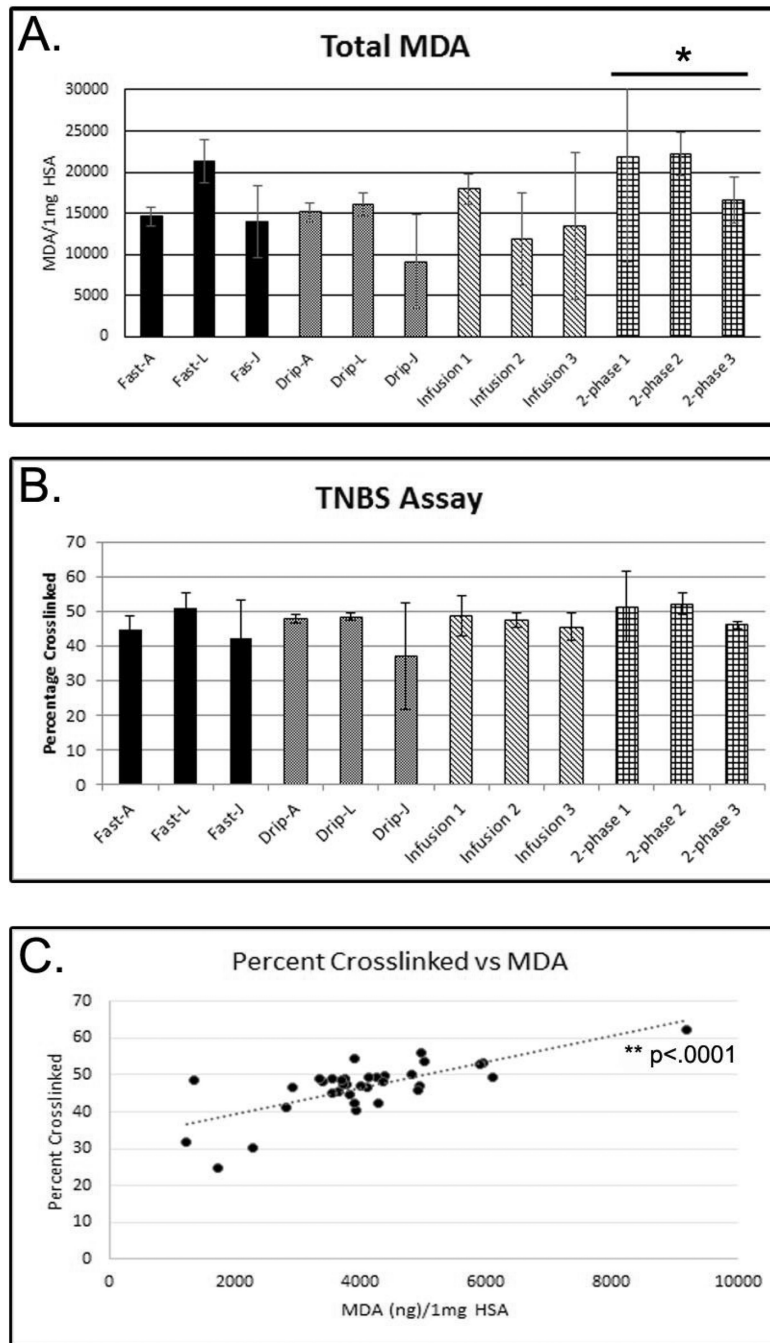 A.
Total MDA
*
30000
25000
20000
15000
10000
5000
0
MDA/1mg HSA
Fast-A
Fast-L
Fas-J
Drip-A
Drip-L
Drip-J
Infusion 1
Infusion 2
Infusion 3
2-phase 1
2-phase 2
2-phase 3
B.
TNBS Assay
70
60
50
40
30
20
10
0
Percentage Crosslinked
Fast-A
Fast-L
Fast-J
Drip-A
Drip-L
Drip-J
Infusion 1
Infusion 2
Infusion 3
2-phase 1
2-phase 2
2-phase 3
C.
Percent Crosslinked vs MDA
70
60
50
40
30
20
10
0
Percent Crosslinked
** p<.0001
0 2000 4000 6000 8000 10000
MDA (ng)/1mg HSA